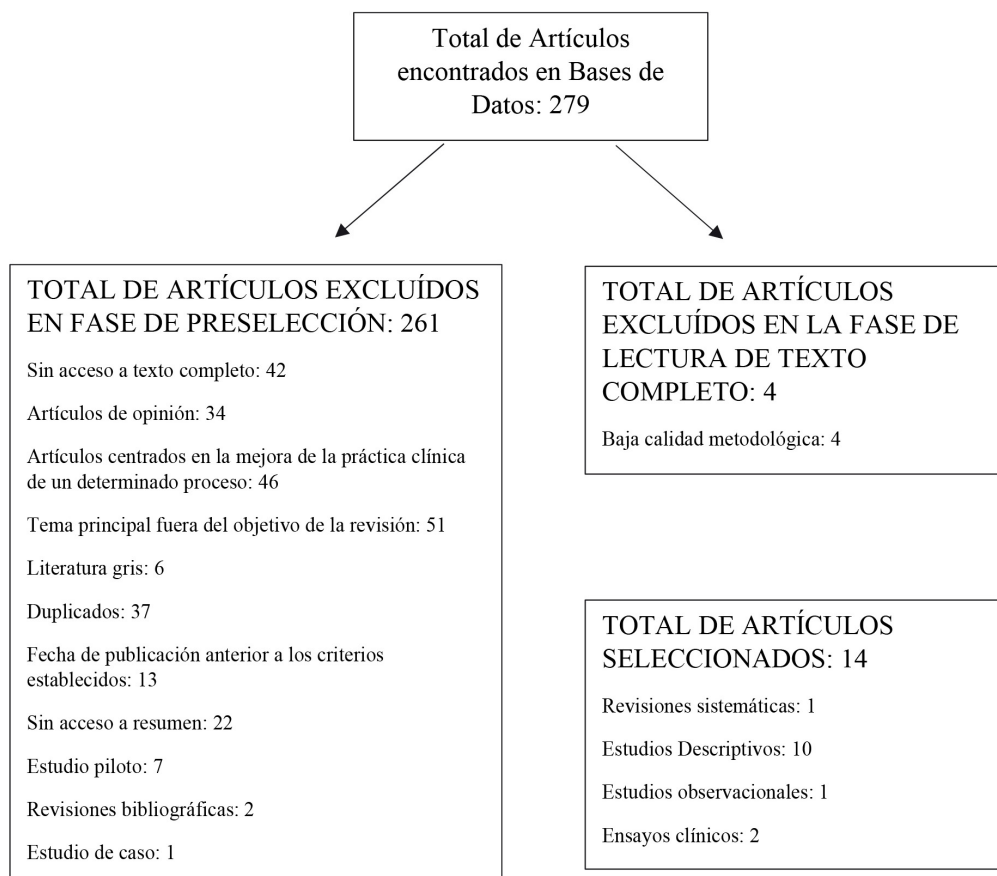 Total de Artículos
encontrados en Bases de
Datos: 279
TOTAL DE ARTÍCULOS EXCLUÍDOS
EN FASE DE PRESELECCIÓN: 261
Sin acceso a texto completo: 42
Artículos de opinión: 34
Artículos centrados en la mejora de la práctica clínica
de un determinado proceso: 46
Tema principal fuera del objetivo de la revisión: 51
Literatura gris: 6
Duplicados: 37
Fecha de publicación anterior a los criterios
establecidos: 13
Sin acceso a resumen: 22
Estudio piloto: 7
Revisiones bibliográficas: 2
Estudio de caso: 1
TOTAL DE ARTÍCULOS
EXCLUÍDOS EN LA FASE DE
LECTURA DE TEXTO
COMPLETO: 4
Baja calidad metodológica: 4
TOTAL DE ARTÍCULOS
SELECCIONADOS: 14
Revisiones sistemáticas: 1
Estudios Descriptivos: 10
Estudios observacionales: 1
Ensayos clínicos: 2